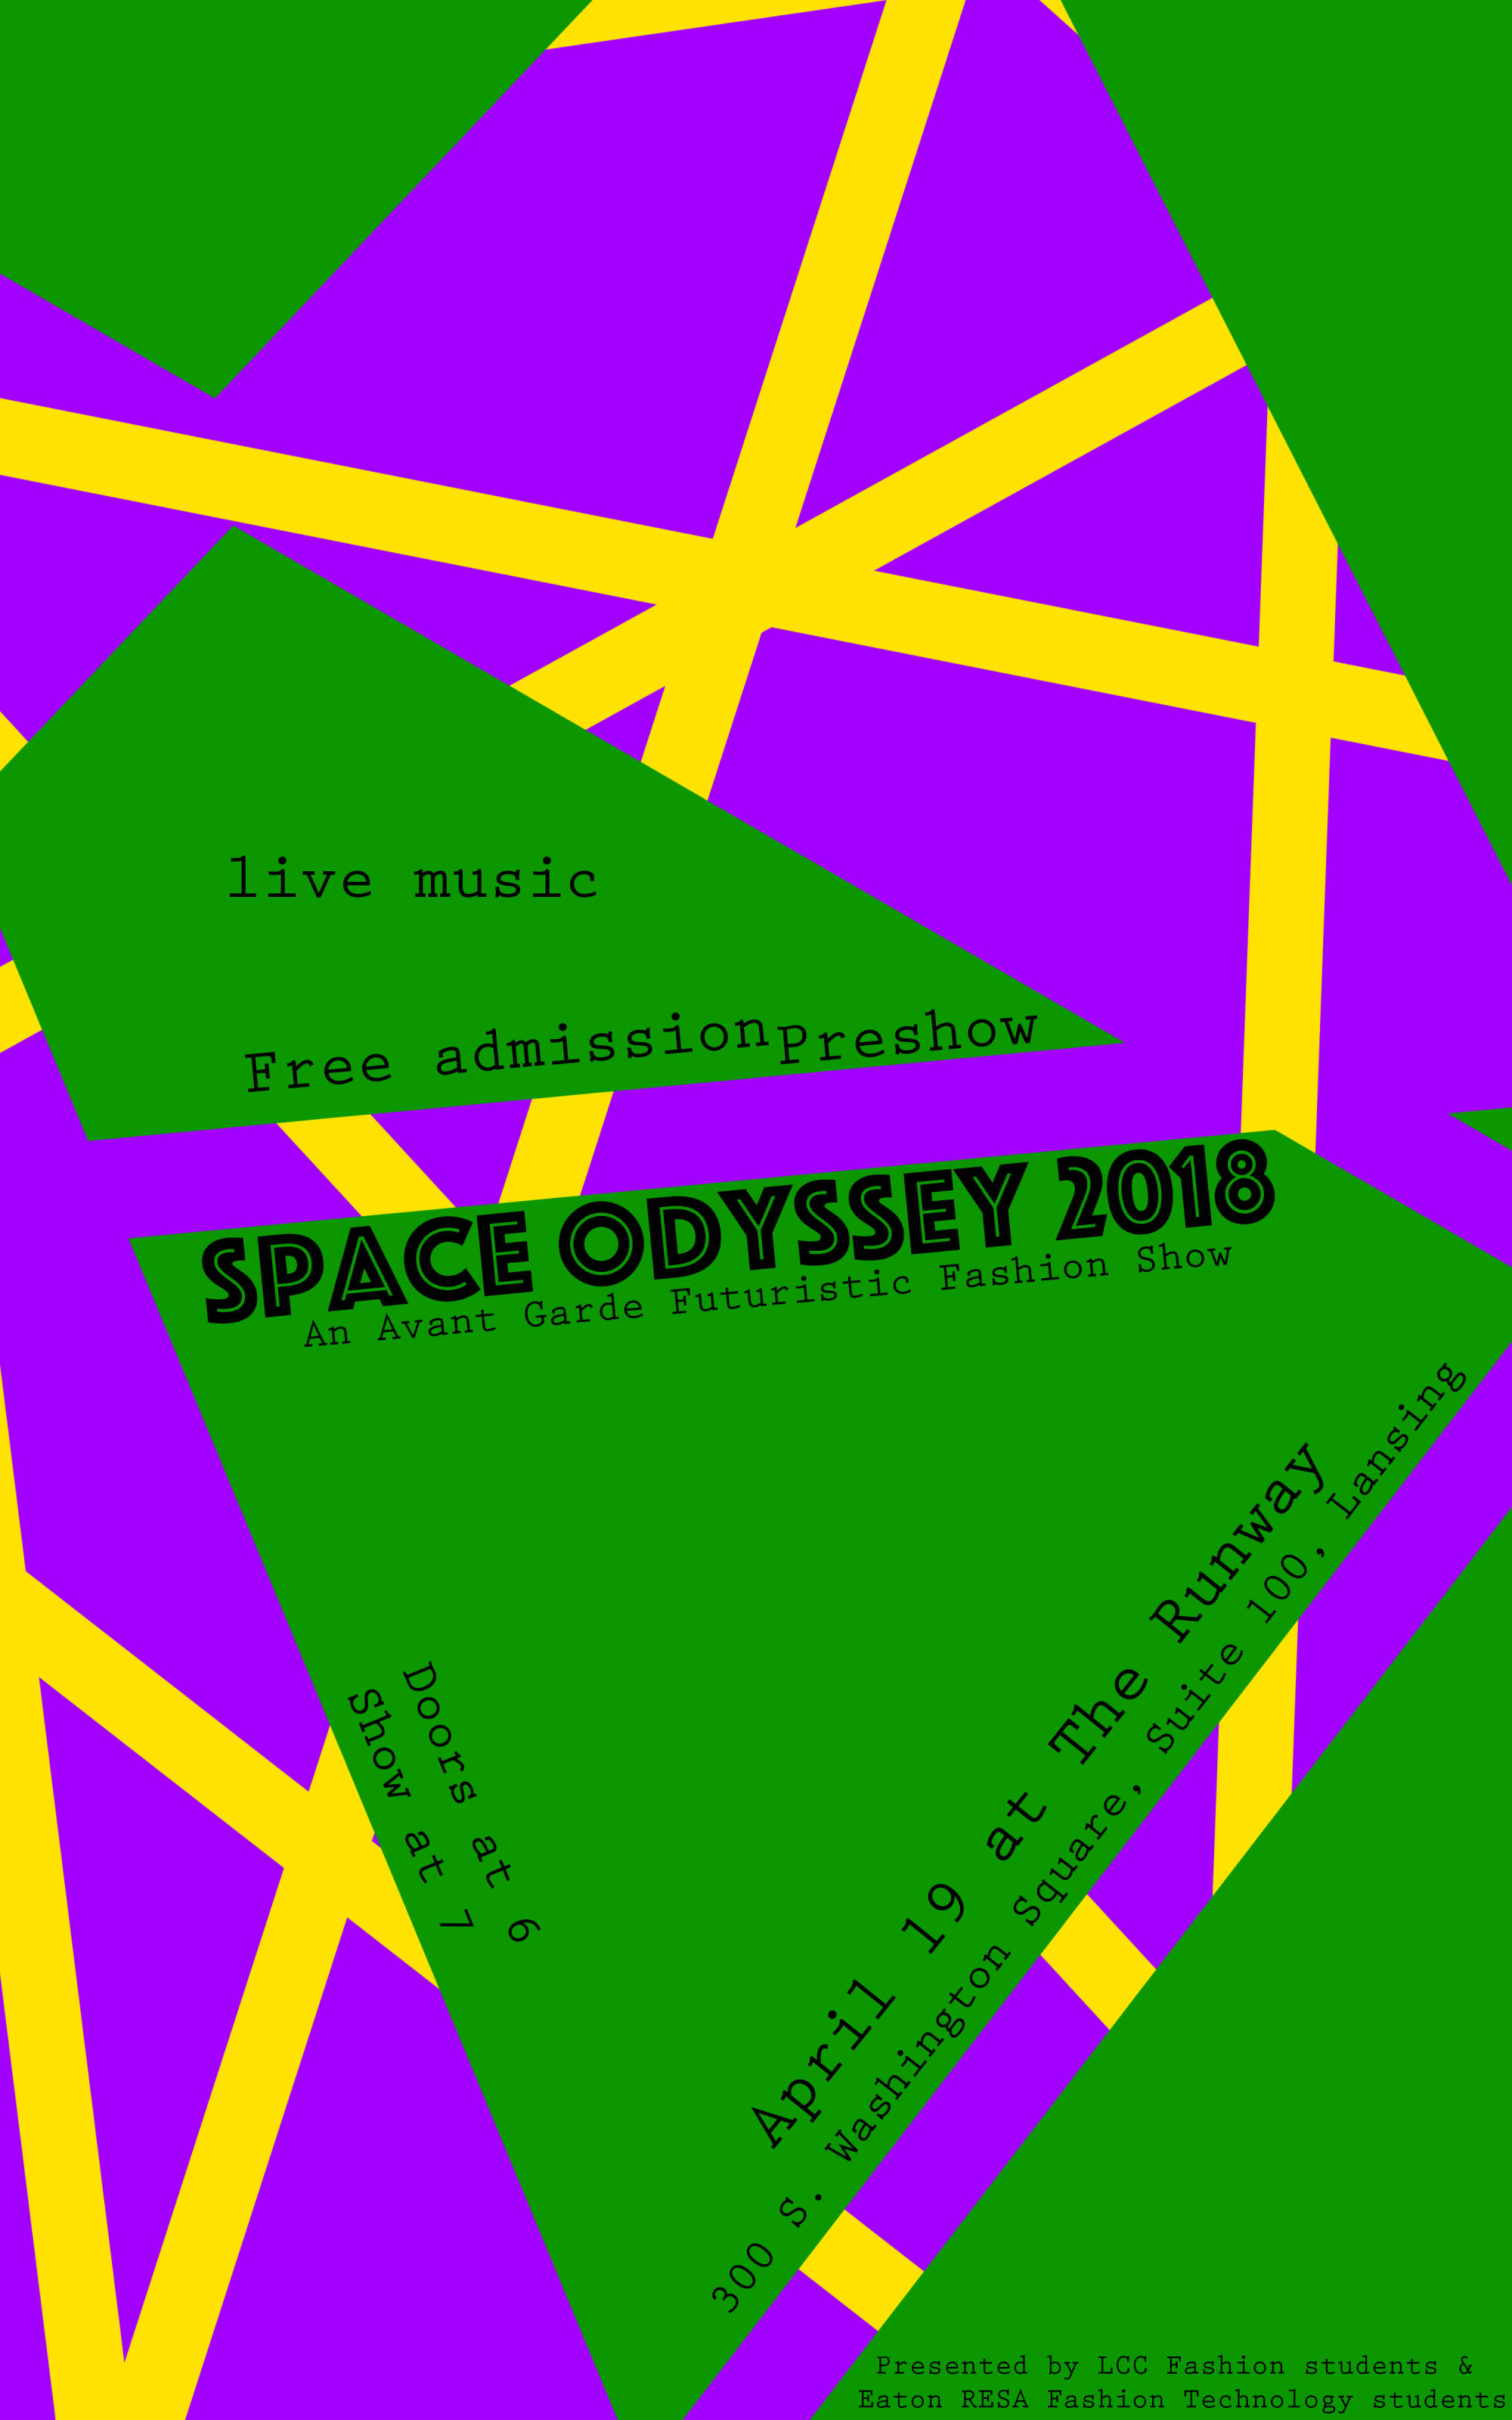 live music
Free admission
preshow
SPACE ODYSSEY 2018
An Avant Garde Futuristic Fashion Show
Doors at 6
Show at 7
April 19 at The Runway
300 S. Washington Square, Suite 100, Lansing
Presented by LCC Fashion students &
Eaton RESA Fashion Technology students